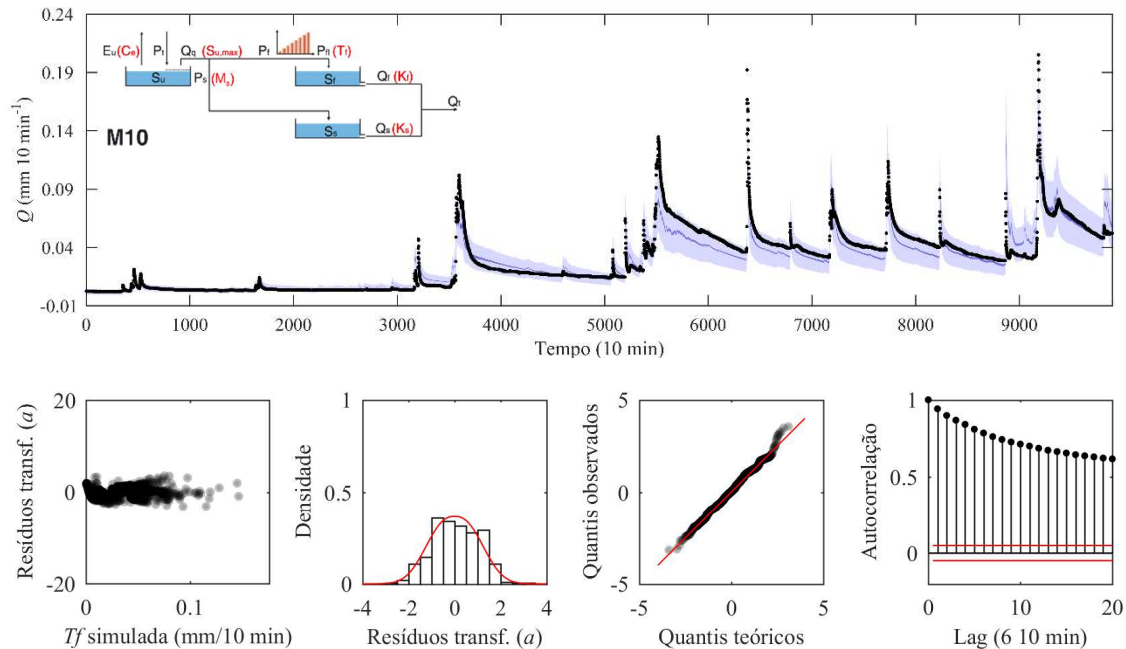 0.24
0.19
0.14
0.09
0.04
-0.01
Q (mm 10 min⁻¹)
Eu(Ce) Pt Qq (Su,max) Pf Pfl (Tf)
Su Ps(Ms) Sf Qf (Kf)
Qt
Ss Qs (Ks)
M10
0 1000 2000 3000 4000 5000 6000 7000 8000 9000
Tempo (10 min)
Resíduos transf. (a)
20
0
-20
0 0.1
Tf simulada (mm/10 min)
Densidade
1
0.5
0
-4 -2 0 2 4
Resíduos transf. (a)
Quantis observados
5
0
-5
-5 0 5
Quantis teóricos
Autocorrelação
1
0.5
0
0 10 20
Lag (6 10 min)